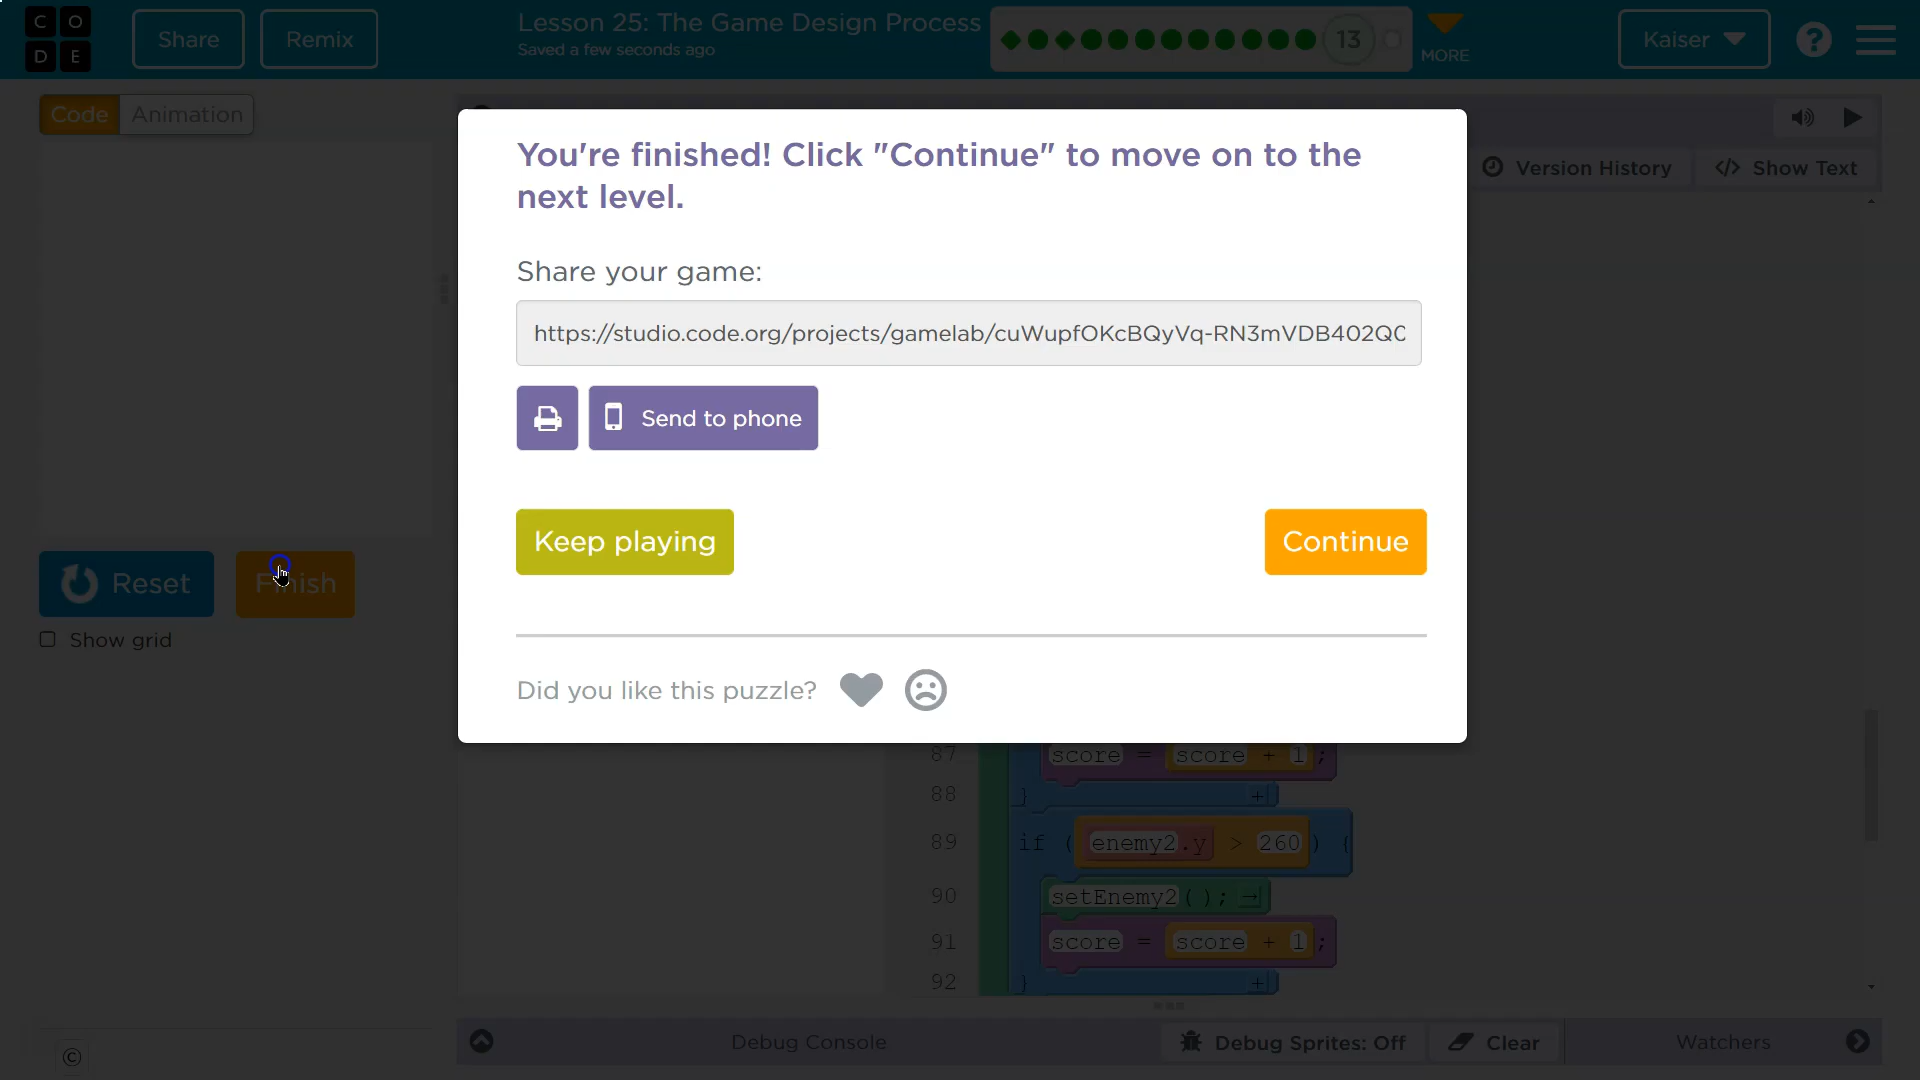 C O
D E
Share
Remix
Lesson 25: The Game Design Process
Saved a few seconds ago
13
MORE
Kaiser
?
Code
Animation
Version History
</> Show Text
You're finished! Click "Continue" to move on to the
next level.
Share your game:
https://studio.code.org/projects/gamelab/cuWupfOKcBQyVq-RN3mVDB402QC
Send to phone
Keep playing
Continue
Reset
Finish
Show grid
Did you like this puzzle?
87 score = score + 1 ;
88 }
89 if ( enemy2.y > 260 ) {
90 setEnemy2();
91 score = score + 1 ;
92 }
Debug Console
Debug Sprites: Off
Clear
Watchers
©